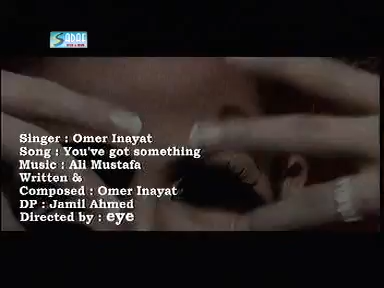 SADAF
Singer : Omer Inayat
Song : You've got something
Music : Ali Mustafa
Written &
Composed : Omer Inayat
DP : Jamil Ahmed
Directed by : eye